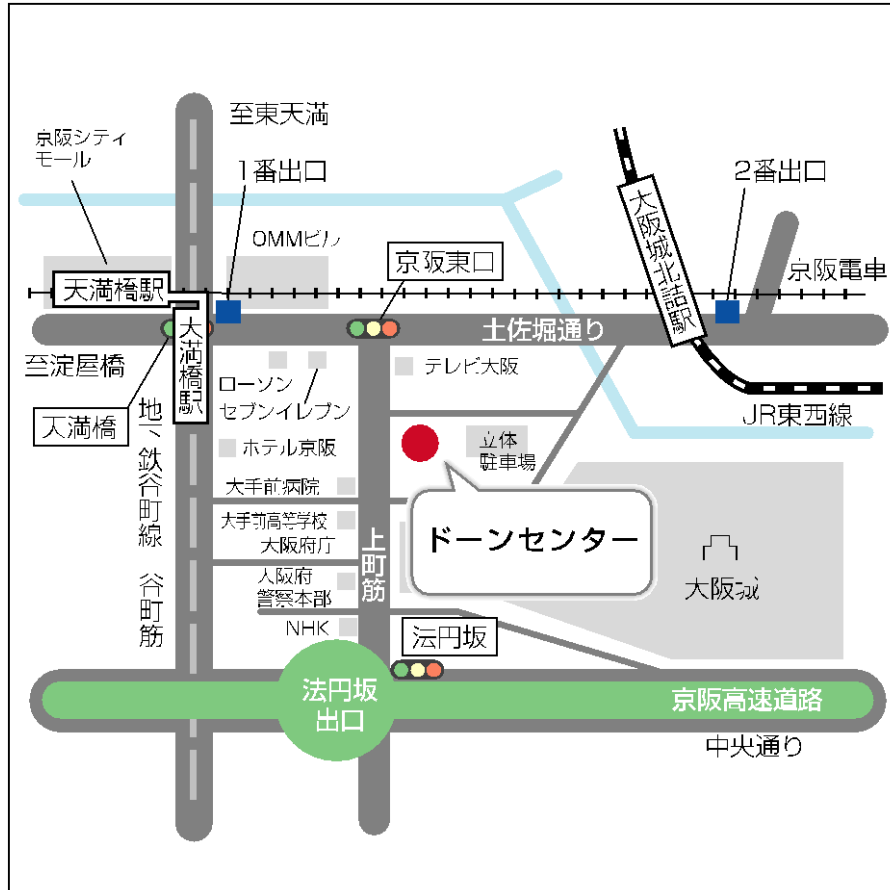 至東天満
京阪シティ
モール
1番出口
2番出口
OMMビル
大阪城北詰駅
京阪東口
京阪電車
天満橋駅
大満橋駅
土佐堀通り
至淀屋橋
テレビ大阪
ローソン
セブンイレブン
天満橋
JR東西線
地下鉄谷町線 谷町筋
ホテル京阪
立体
駐車場
大手前病院
大手前高等学校
大阪府庁
上町筋
ドーンセンター
大阪城
人阪府
警察本部
NHK
法円坂
法円坂
出口
京阪高速道路
中央通り